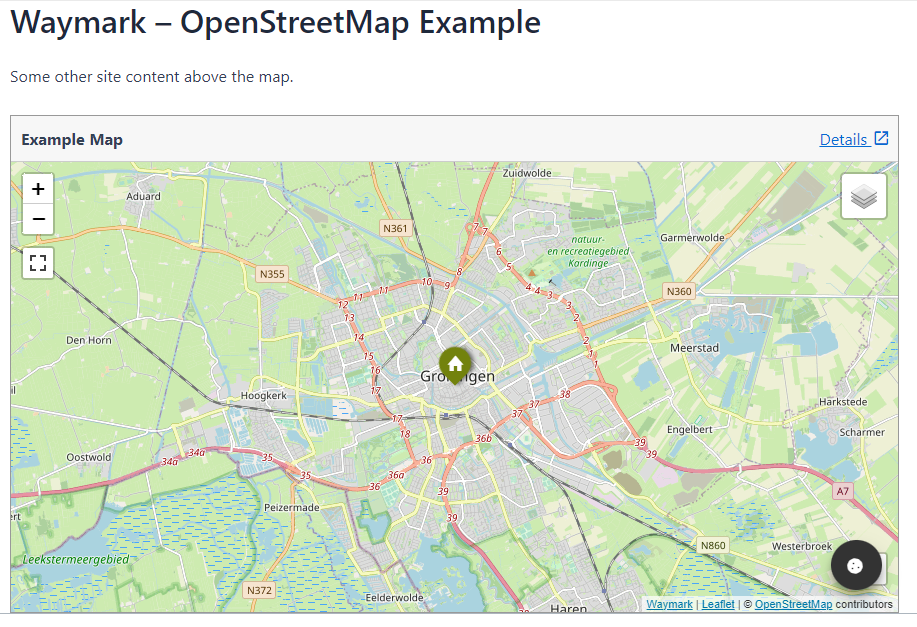 Waymark – OpenStreetMap Example
Some other site content above the map.
Example Map
Details
+
−
Zuidwolde
Aduard
N361
7
7
natuur-
en recreatiegebied
Kardinge
Garmerwolde
6
5
8
N355
10
9
11
11
12
4
4
3
3
N360
13
2
14
2
Den Horn
Meerstad
15
1
1
16
Groningen
17
Hoogkerk
38
37
Harkstede
17
37
18
36b
Engelbert
Scharmer
39
39
34a
34a
35
36
Oostwold
35
36a
36
39
A7
Peizermade
39
N860
Westerbroek
Leekstermeergebied
N372
Eelderwolde
Haren
Waymark | Leaflet | © OpenStreetMap contributors